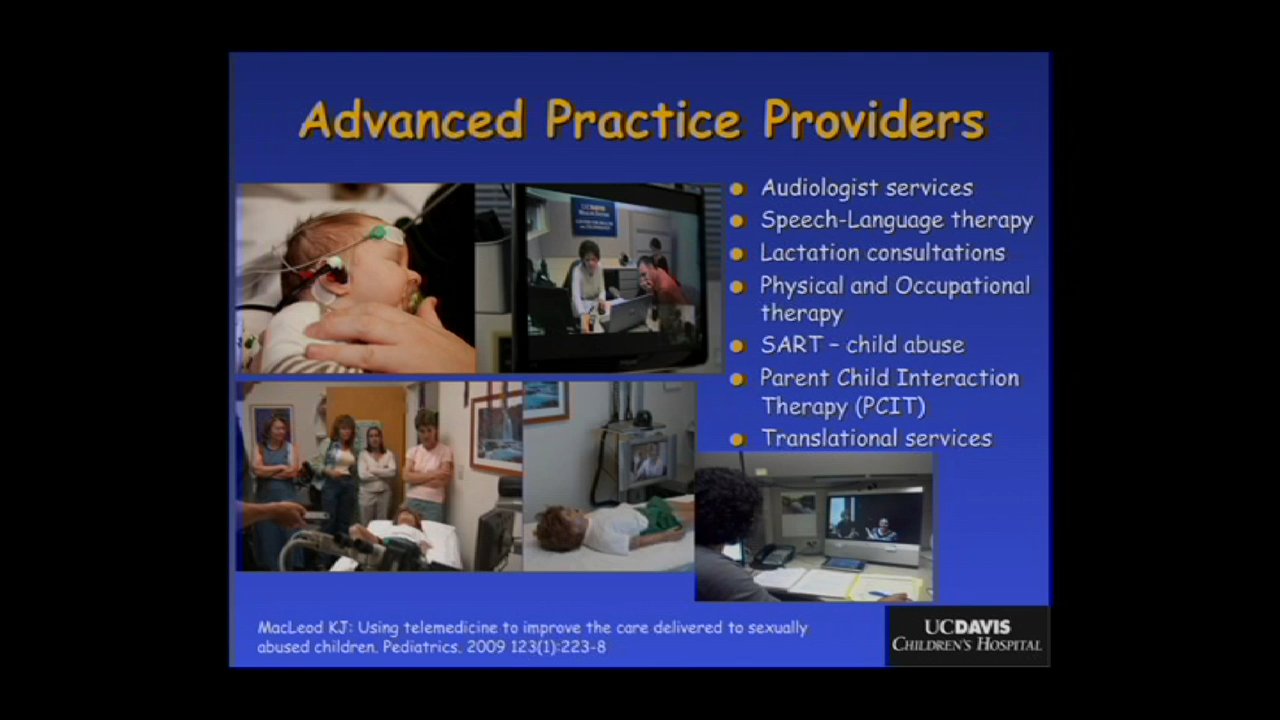 Advanced Practice Providers
Audiologist services
Speech-Language therapy
Lactation consultations
Physical and Occupational
therapy
SART – child abuse
Parent Child Interaction
Therapy (PCIT)
Translational services
UCDAVIS
MacLeod KJ: Using telemedicine to improve the care delivered to sexually
abused children. Pediatrics. 2009 123(1):223-8
UCDAVIS
CHILDREN'S HOSPITAL